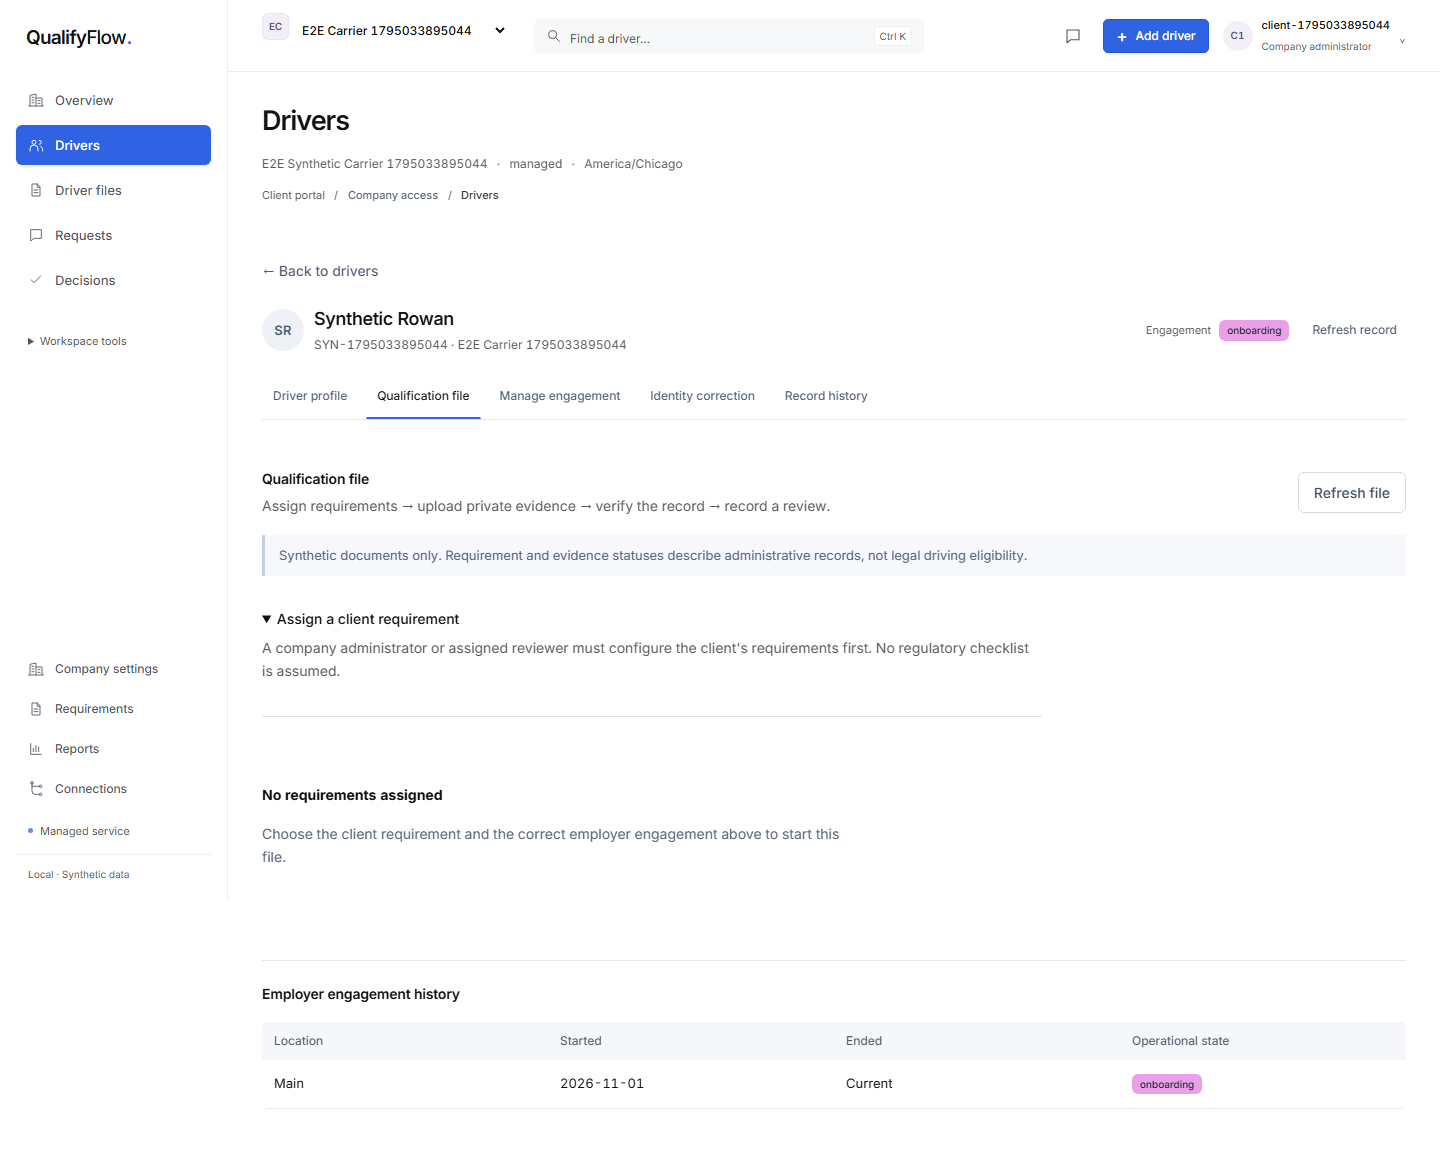 QualifyFlow.
Overview
Drivers
Driver files
Requests
Decisions
Workspace tools
Company settings
Requirements
Reports
Connections
Managed service
Local · Synthetic data
EC
E2E Carrier 1795033895044
Find a driver...
Ctrl K
+ Add driver
C1
client-1795033895044
Company administrator
Drivers
E2E Synthetic Carrier 1795033895044 · managed · America/Chicago
Client portal / Company access / Drivers
← Back to drivers
SR
Synthetic Rowan
SYN-1795033895044 · E2E Carrier 1795033895044
Engagement onboarding Refresh record
Driver profile Qualification file Manage engagement Identity correction Record history
Qualification file
Assign requirements → upload private evidence → verify the record → record a review.
Refresh file
Synthetic documents only. Requirement and evidence statuses describe administrative records, not legal driving eligibility.
Assign a client requirement
A company administrator or assigned reviewer must configure the client's requirements first. No regulatory checklist
is assumed.
No requirements assigned
Choose the client requirement and the correct employer engagement above to start this
file.
Employer engagement history
Location Started Ended Operational state
Main 2026-11-01 Current onboarding